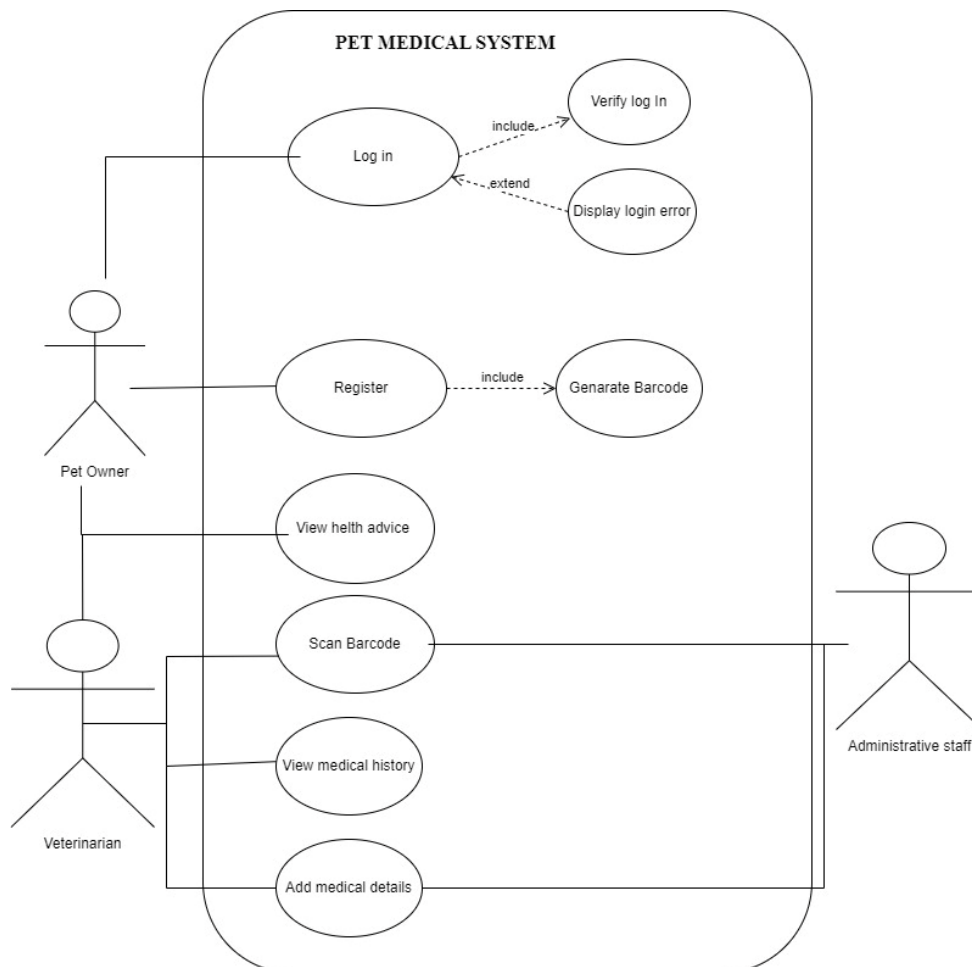 PET MEDICAL SYSTEM
Verify log In
include
Log in
extend
Display login error
Register
include
Genarate Barcode
Pet Owner
View helth advice
Scan Barcode
Administrative staff
View medical history
Veterinarian
Add medical details